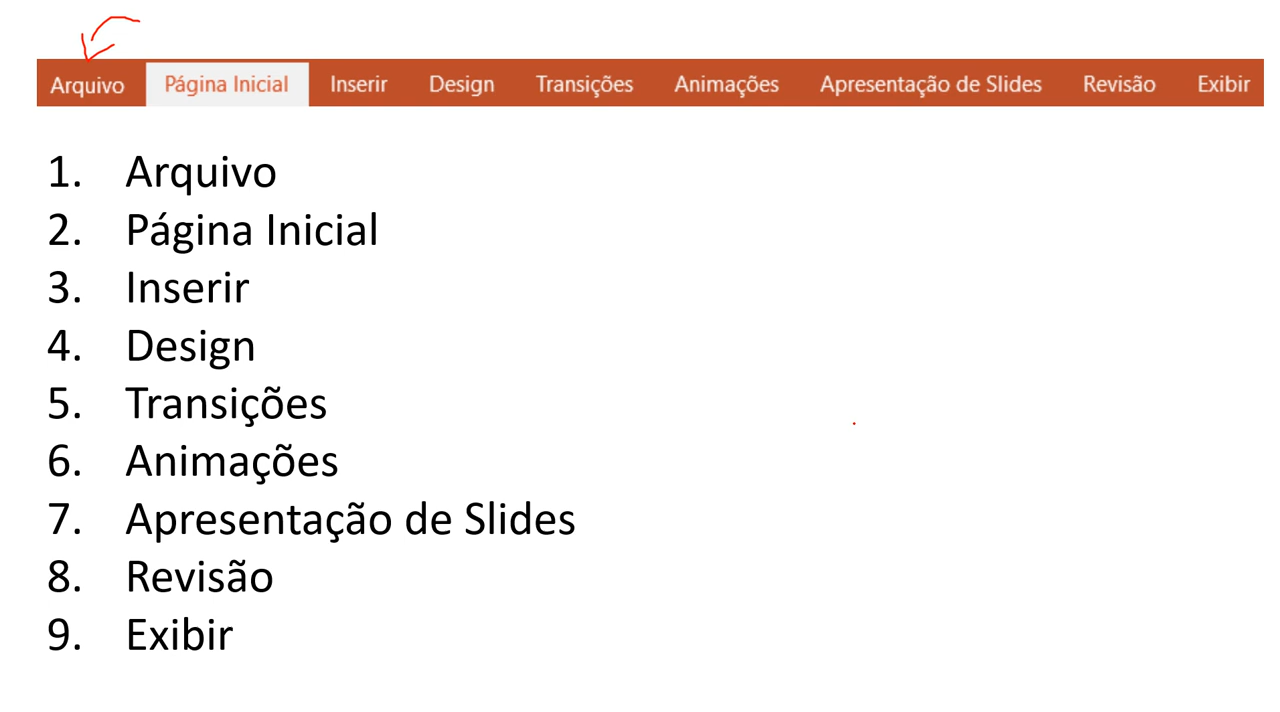 Arquivo Página Inicial Inserir Design Transições Animações Apresentação de Slides Revisão Exibir
1. Arquivo
2. Página Inicial
3. Inserir
4. Design
5. Transições
6. Animações
7. Apresentação de Slides
8. Revisão
9. Exibir